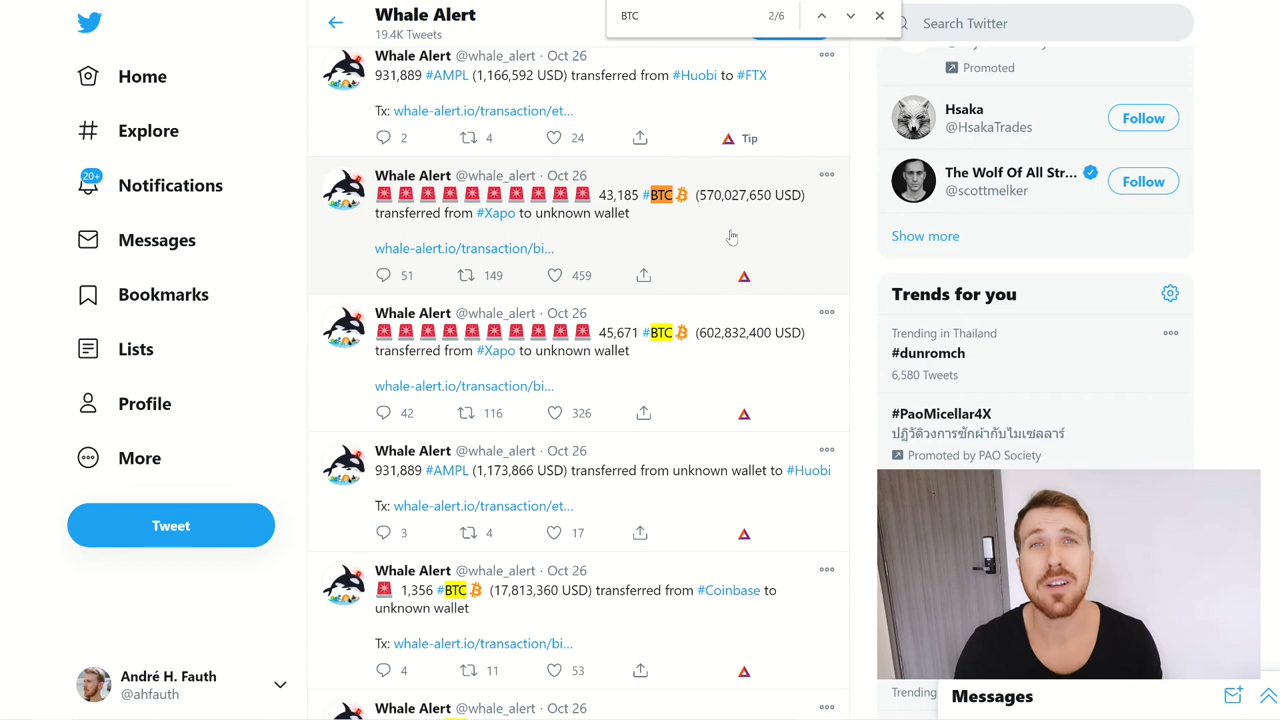 Whale Alert
19.4K Tweets
BTC
2/6
Search Twitter
Home
Explore
20+
Notifications
Messages
Bookmarks
Lists
Profile
More
Tweet
André H. Fauth
@ahfauth
Whale Alert @whale_alert · Oct 26
931,889 #AMPL (1,166,592 USD) transferred from #Huobi to #FTX
Tx: whale-alert.io/transaction/et...
2 4 24 Tip
Whale Alert @whale_alert · Oct 26
43,185 #BTC (570,027,650 USD)
transferred from #Xapo to unknown wallet
whale-alert.io/transaction/bi...
51 149 459
Whale Alert @whale_alert · Oct 26
45,671 #BTC (602,832,400 USD)
transferred from #Xapo to unknown wallet
whale-alert.io/transaction/bi...
42 116 326
Whale Alert @whale_alert · Oct 26
931,889 #AMPL (1,173,866 USD) transferred from unknown wallet to #Huobi
Tx: whale-alert.io/transaction/et...
3 4 17
Whale Alert @whale_alert · Oct 26
1,356 #BTC (17,813,360 USD) transferred from #Coinbase to
unknown wallet
Tx: whale-alert.io/transaction/bi...
4 11 53
Whale Alert @whale_alert · Oct 26
Promoted
Hsaka
@HsakaTrades
Follow
The Wolf Of All Str...
@scottmelker
Follow
Show more
Trends for you
Trending in Thailand
#dunromch
6,580 Tweets
#PaoMicellar4X
ปฏิวัติวงการซักผ้ากับไมเซลลาร์
Promoted by PAO Society
Trending
Messages